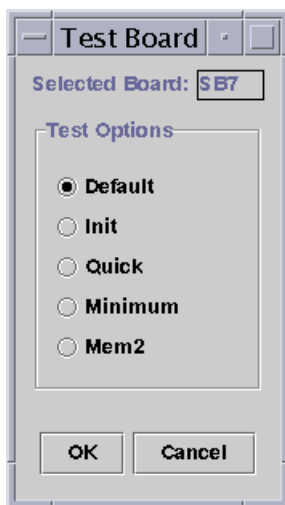 Test Board
Selected Board: SB7
Test Options
Default
Init
Quick
Minimum
Mem2
OK Cancel